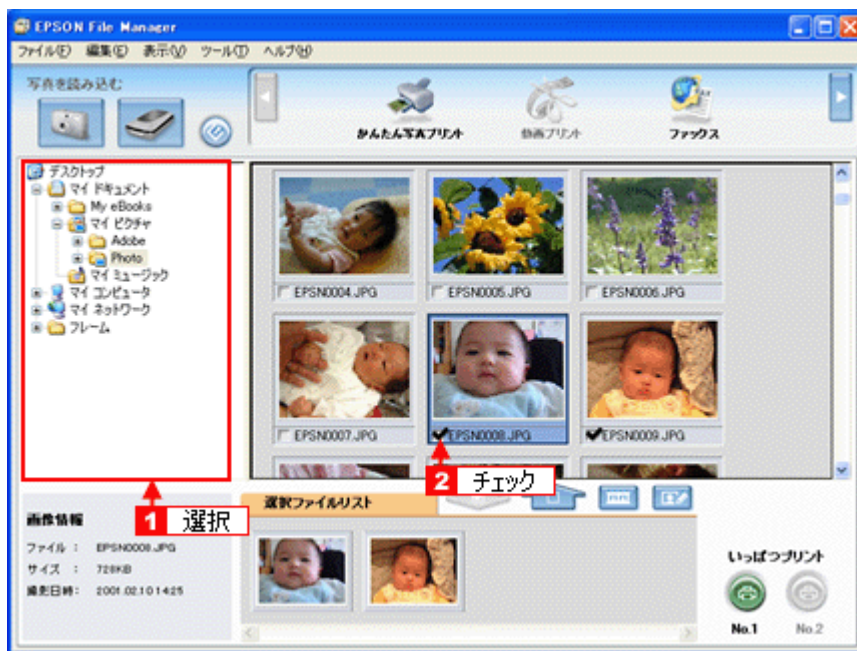 EPSON File Manager
ファイル(F) 編集(E) 表示(V) ツール(T) ヘルプ(H)
写真を読み込む
かんたん写真プリント
動画プリント
ファックス
デスクトップ
マイ ドキュメント
My eBooks
マイ ピクチャ
Adobe
Photo
マイ ミュージック
マイ コンピュータ
マイ ネットワーク
フレーム
EPSN0004.JPG
EPSN0005.JPG
EPSN0006.JPG
EPSN0007.JPG
EPSN0008.JPG
EPSN0009.JPG
1 選択
2 チェック
選択ファイルリスト
画像情報
ファイル : EPSN0008.JPG
サイズ : 728KB
撮影日時: 2001.02.10 14:25
いっぱつプリント
No.1
No.2